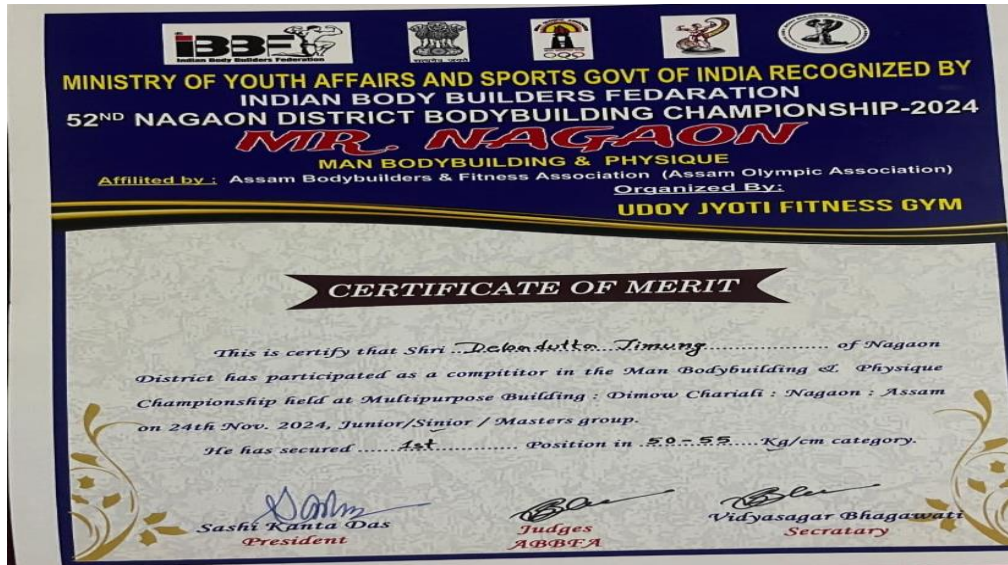 iBBF
Indian Body Builders Federation
सत्यमेव जयते
MINISTRY OF YOUTH AFFAIRS AND SPORTS GOVT OF INDIA RECOGNIZED BY
INDIAN BODY BUILDERS FEDARATION
52ND NAGAON DISTRICT BODYBUILDING CHAMPIONSHIP-2024
MR. NAGAON
MAN BODYBUILDING & PHYSIQUE
Affilited by : Assam Bodybuilders & Fitness Association (Assam Olympic Association)
Organized By:
UDOY JYOTI FITNESS GYM
CERTIFICATE OF MERIT
This is certify that Shri ... Debadutta Timung ... of Nagaon
District has participated as a compititor in the Man Bodybuilding & Physique
Championship held at Multipurpose Building : Dimow Chariali : Nagaon : Assam
on 24th Nov. 2024, Junior/Sinior / Masters group.
He has secured ... 1st ... Position in 50-55 ... Kg/cm category.
Sashi Kanta Das
President
Judges
ABBFA
Vidyasagar Bhagawati
Secratary